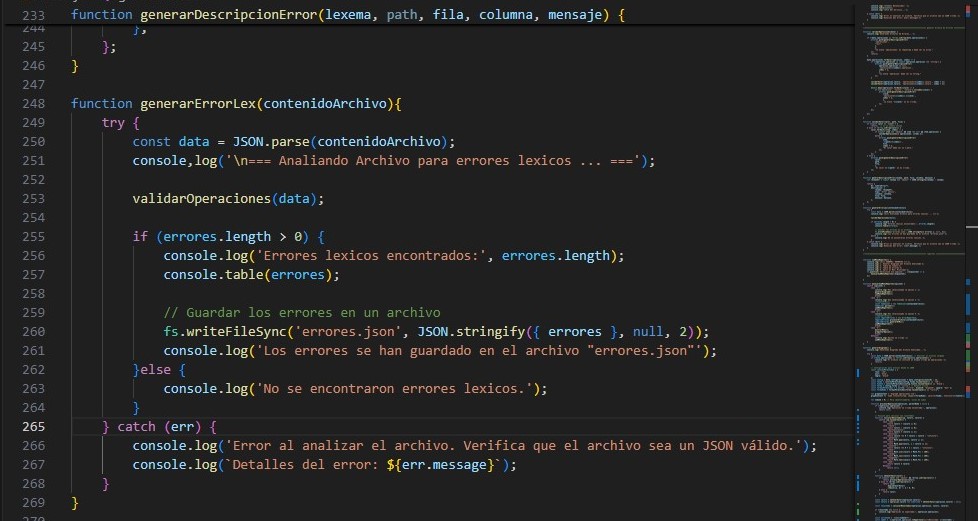 233 function generarDescripcionError(lexema, path, fila, columna, mensaje) {
244 };
245 };
246 }
247
248 function generarErrorLex(contenidoArchivo){
249 try {
250 const data = JSON.parse(contenidoArchivo);
251 console,log('\n=== Analiando Archivo para errores lexicos ... ===');
252
253 validarOperaciones(data);
254
255 if (errores.length > 0) {
256 console.log('Errores lexicos encontrados:', errores.length);
257 console.table(errores);
258
259 // Guardar los errores en un archivo
260 fs.writeFileSync('errores.json', JSON.stringify({ errores }, null, 2));
261 console.log('Los errores se han guardado en el archivo "errores.json"');
262 }else {
263 console.log('No se encontraron errores lexicos.');
264 }
265 } catch (err) {
266 console.log('Error al analizar el archivo. Verifica que el archivo sea un JSON válido.');
267 console.log(`Detalles del error: ${err.message}`);
268 }
269 }
270